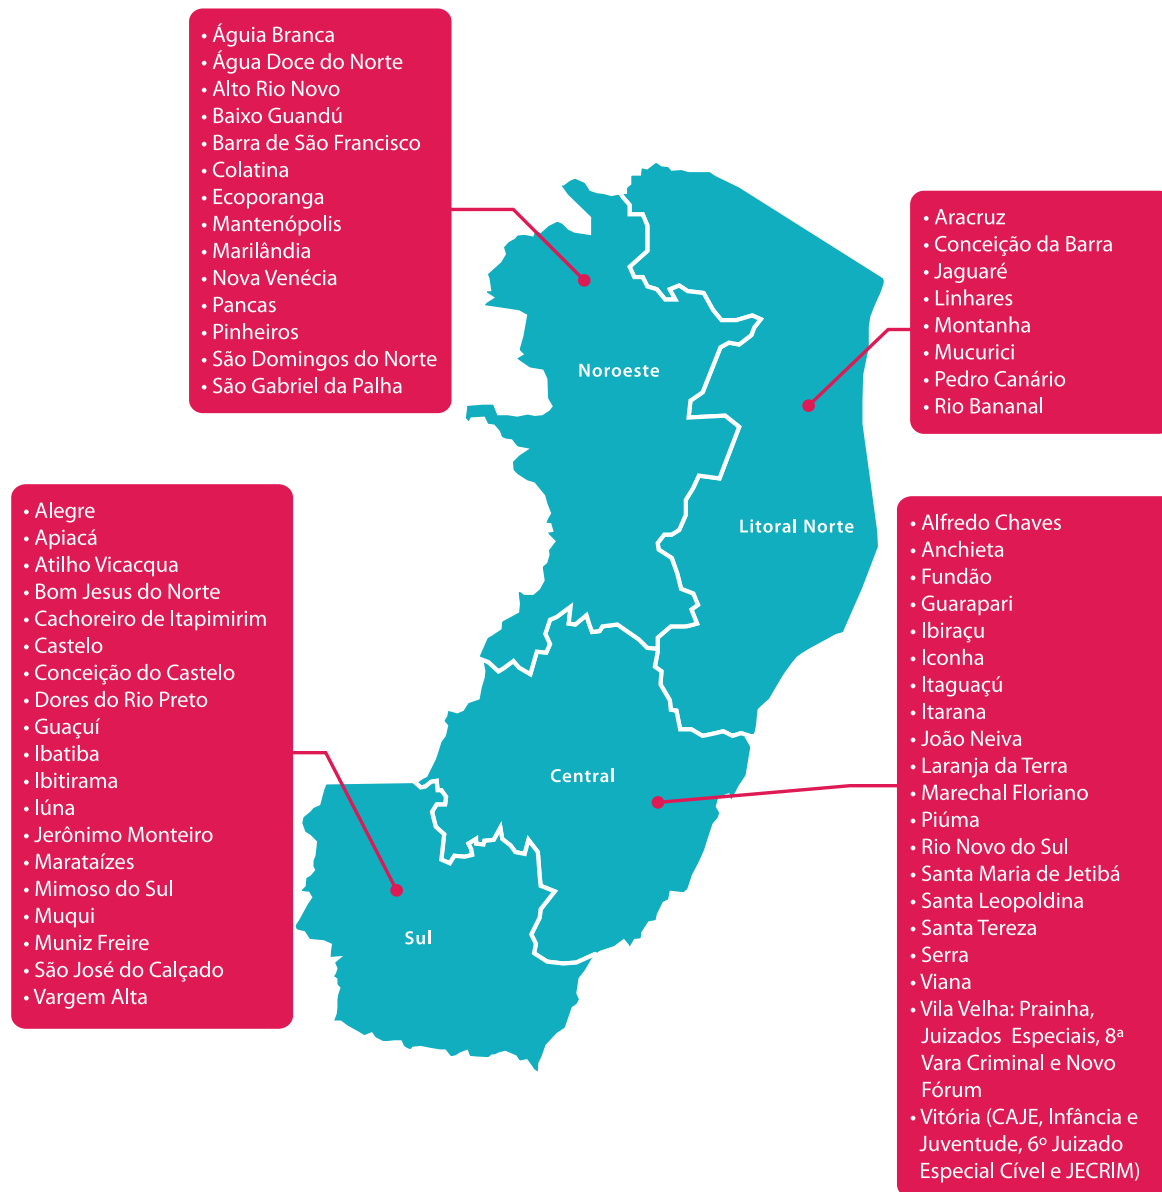 • Águia Branca
• Água Doce do Norte
• Alto Rio Novo
• Baixo Guandú
• Barra de São Francisco
• Colatina
• Ecoporanga
• Mantenópolis
• Marilândia
• Nova Venécia
• Pancas
• Pinheiros
• São Domingos do Norte
• São Gabriel da Palha
• Aracruz
• Conceição da Barra
• Jaguaré
• Linhares
• Montanha
• Mucurici
• Pedro Canário
• Rio Bananal
Noroeste
Litoral Norte
Central
Sul
• Alegre
• Apiacá
• Atilho Vicacqua
• Bom Jesus do Norte
• Cachoreiro de Itapimirim
• Castelo
• Conceição do Castelo
• Dores do Rio Preto
• Guaçuí
• Ibatiba
• Ibitirama
• Iúna
• Jerônimo Monteiro
• Marataízes
• Mimoso do Sul
• Muqui
• Muniz Freire
• São José do Calçado
• Vargem Alta
• Alfredo Chaves
• Anchieta
• Fundão
• Guarapari
• Ibiraçu
• Iconha
• Itaguaçú
• Itarana
• João Neiva
• Laranja da Terra
• Marechal Floriano
• Piúma
• Rio Novo do Sul
• Santa Maria de Jetibá
• Santa Leopoldina
• Santa Tereza
• Serra
• Viana
• Vila Velha: Prainha,
Juizados Especiais, 8ª
Vara Criminal e Novo
Fórum
• Vitória (CAJE, Infância e
Juventude, 6º Juizado
Especial Cível e JECRIM)